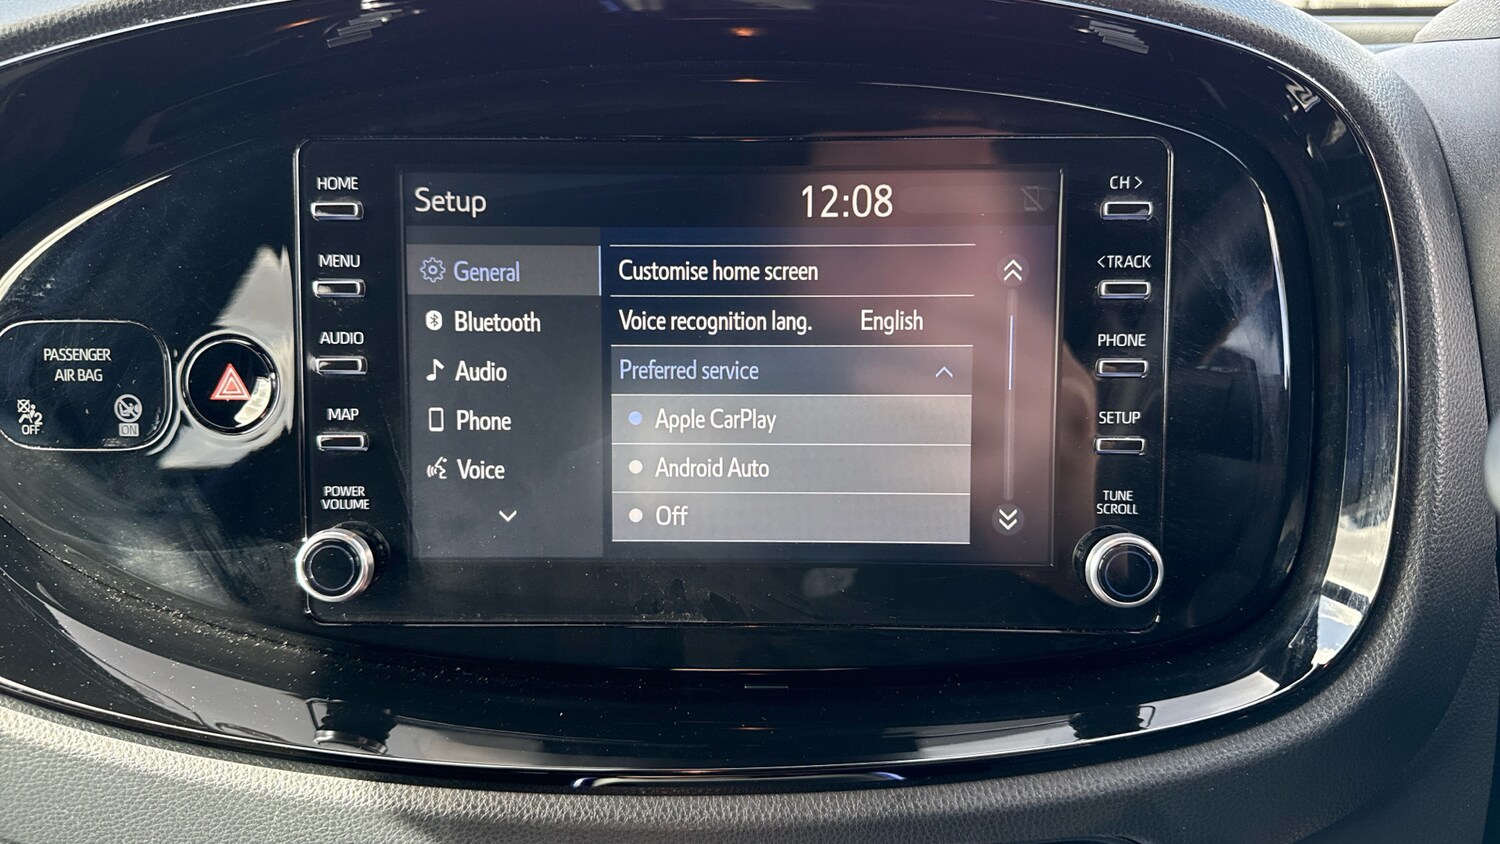 HOME
MENU
AUDIO
MAP
POWER
VOLUME
PASSENGER
AIR BAG
OFF
2
ON
Setup
12:08
General
Bluetooth
Audio
Phone
Voice
Customise home screen
Voice recognition lang. English
Preferred service
Apple CarPlay
Android Auto
Off
CH >
< TRACK
PHONE
SETUP
TUNE
SCROLL